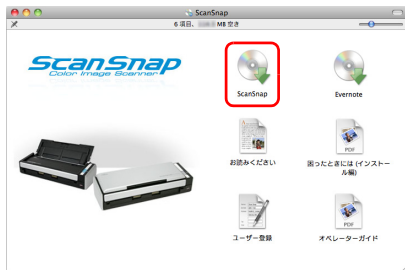 ScanSnap
6 項目、 MB 空き
ScanSnap
Color Image Scanner
ScanSnap
Evernote
お読みください
PDF
困ったときには (インストー
ル編)
ユーザー登録
PDF
オペレーターガイド